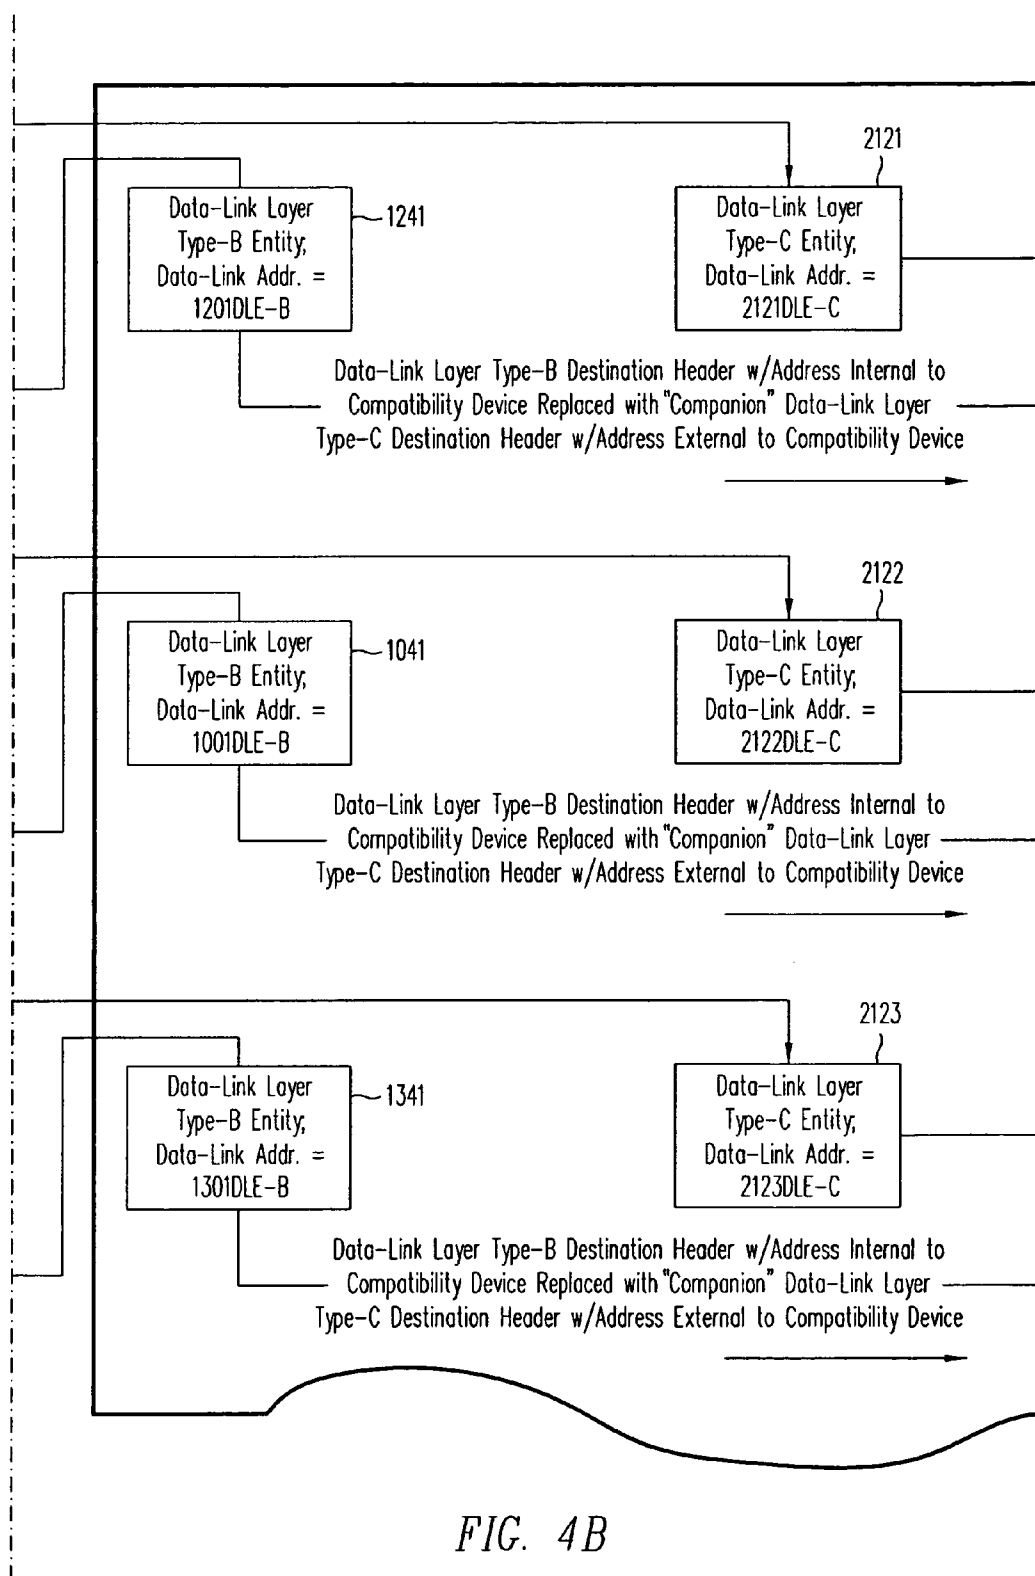 2121
Data-Link Layer
Type-B Entity;
Data-Link Addr. =
1201DLE-B
1241
Data-Link Layer
Type-C Entity;
Data-Link Addr. =
2121DLE-C
Data-Link Layer Type-B Destination Header w/Address Internal to
Compatibility Device Replaced with "Companion" Data-Link Layer
Type-C Destination Header w/Address External to Compatibility Device
2122
Data-Link Layer
Type-B Entity;
Data-Link Addr. =
1001DLE-B
1041
Data-Link Layer
Type-C Entity;
Data-Link Addr. =
2122DLE-C
Data-Link Layer Type-B Destination Header w/Address Internal to
Compatibility Device Replaced with "Companion" Data-Link Layer
Type-C Destination Header w/Address External to Compatibility Device
2123
Data-Link Layer
Type-B Entity;
Data-Link Addr. =
1301DLE-B
1341
Data-Link Layer
Type-C Entity;
Data-Link Addr. =
2123DLE-C
Data-Link Layer Type-B Destination Header w/Address Internal to
Compatibility Device Replaced with "Companion" Data-Link Layer
Type-C Destination Header w/Address External to Compatibility Device
FIG. 4B